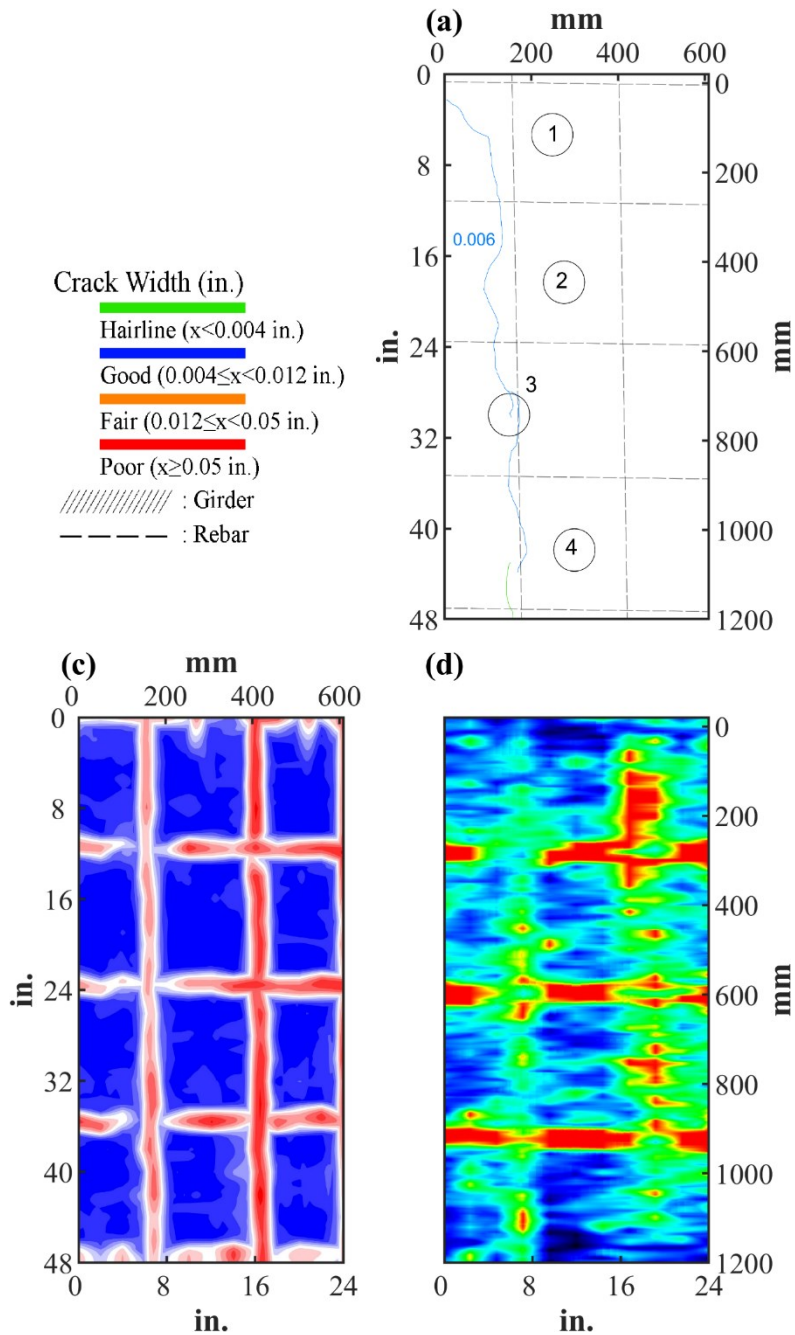 (a)
mm
0 200 400 600
0
8
16
24
32
40
48
in.
0
200
400
600
800
1000
1200
mm
1
2
3
4
0.006
Crack Width (in.)
Hairline (x<0.004 in.)
Good (0.004≤x<0.012 in.)
Fair (0.012≤x<0.05 in.)
Poor (x≥0.05 in.)
: Girder
: Rebar
(c)
mm
0 200 400 600
0
8
16
24
32
40
48
in.
8 16 24
in.
(d)
0
200
400
600
800
1000
1200
mm
0 8 16 24
in.